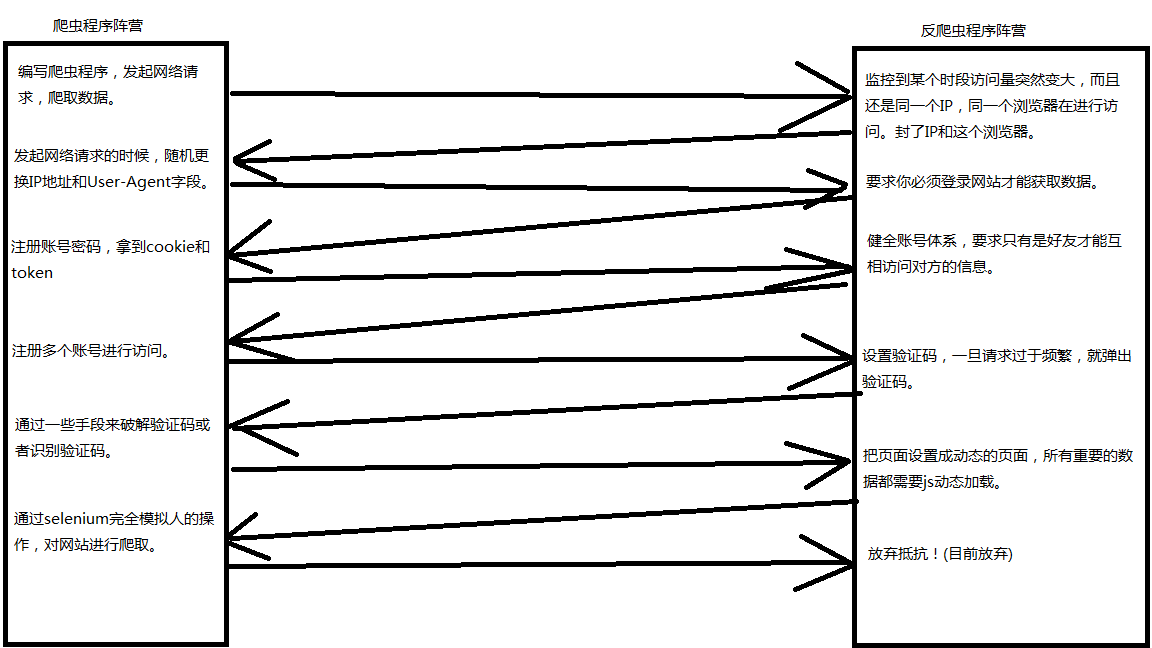 爬虫程序阵营
编写爬虫程序，发起网络请
求，爬取数据。
发起网络请求的时候，随机更
换IP地址和User-Agent字段。
注册账号密码，拿到cookie和
token
注册多个账号进行访问。
通过一些手段来破解验证码或
者识别验证码。
通过selenium完全模拟人的操
作，对网站进行爬取。
反爬虫程序阵营
监控到某个时段访问量突然变大，而且
还是同一个IP，同一个浏览器在进行访
问。封了IP和这个浏览器。
要求你必须登录网站才能获取数据。
健全账号体系，要求只有是好友才能互
相访问对方的信息。
设置验证码，一旦请求过于频繁，就弹出
验证码。
把页面设置成动态的页面，所有重要的数
据都需要js动态加载。
放弃抵抗！(目前放弃)